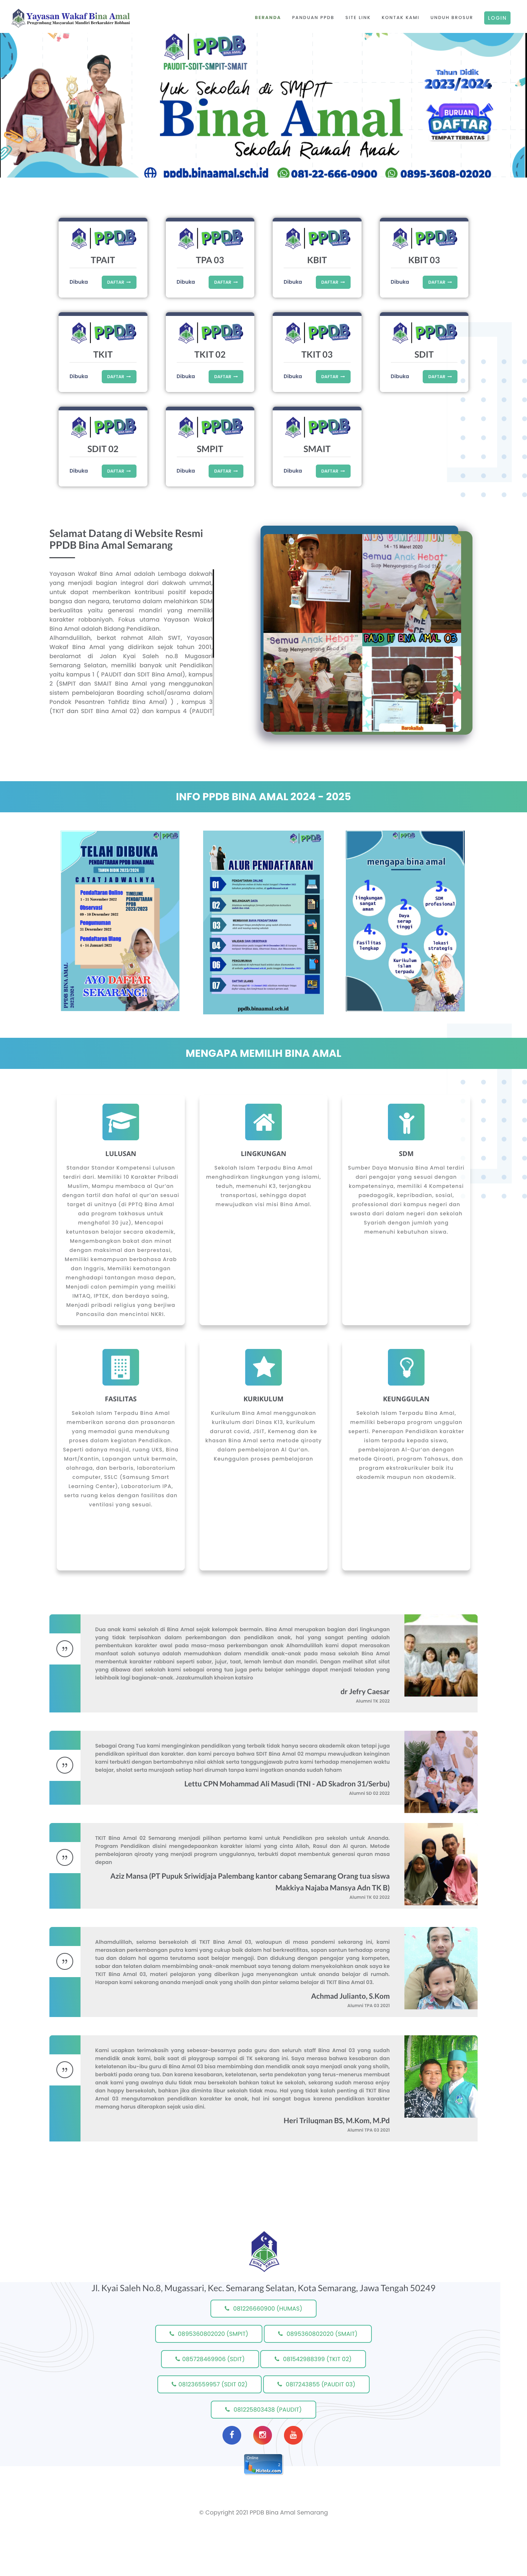 Yayasan Wakaf Bina Amal
Pengembang Masyarakat Mandiri Berkarakter Robbani
BERANDA PANDUAN PPDB SITE LINK KONTAK KAMI UNDUH BROSUR LOGIN
PPDB
PAUDIT-SDIT-SMPIT-SMAIT
Yuk Sekolah di SMPIT
Bina Amal
Sekolah Ramah Anak
Tahun Didik
2023/2024
BURUAN
DAFTAR
TEMPAT TERBATAS
ppdb.binaamal.sch.id 081-22-666-0900 0895-3608-02020
PPDB PPDB PPDB PPDB
TPAIT TPA 03 KBIT KBIT 03
Dibuka DAFTAR Dibuka DAFTAR Dibuka DAFTAR Dibuka DAFTAR
PPDB PPDB PPDB PPDB
TKIT TKIT 02 TKIT 03 SDIT
Dibuka DAFTAR Dibuka DAFTAR Dibuka DAFTAR Dibuka DAFTAR
PPDB PPDB PPDB
SDIT 02 SMPIT SMAIT
Dibuka DAFTAR Dibuka DAFTAR Dibuka DAFTAR
Selamat Datang di Website Resmi
PPDB Bina Amal Semarang
Yayasan Wakaf Bina Amal adalah Lembaga dakwah
yang menjadi bagian integral dari dakwah ummat,
untuk dapat memberikan kontribusi positif kepada
bangsa dan negara, terutama dalam melahirkan SDM
berkualitas yaitu generasi mandiri yang memiliki
karakter rabbaniyah. Fokus utama Yayasan Wakaf
Bina Amal adalah Bidang Pendidikan.
Alhamdulillah, berkat rahmat Allah SWT, Yayasan
Wakaf Bina Amal yang didirikan sejak tahun 2001,
beralamat di Jalan Kyai Saleh no.8 Mugasari
Semarang Selatan, memiliki banyak unit Pendidikan
yaitu kampus 1 ( PAUDIT dan SDIT Bina Amal), kampus
2 (SMPIT dan SMAIT Bina Amal yang menggunakan
sistem pembelajaran Boarding scholl/asrama dalam
Pondok Pesantren Tahfidz Bina Amal) ) , kampus 3
(TKIT dan SDIT Bina Amal 02) dan kampus 4 (PAUDIT
KIDS COMPETITION
14 - 15 Maret 2020
"Semua Anak Hebat"
"Semua Anak Hebat"
PAUD IT BINA AMAL 03
INFO PPDB BINA AMAL 2024 - 2025
PPDB
TELAH DIBUKA
PENDAFTARAN PPDB BINA AMAL
TAHUN DIDIK 2023/2024
CATAT JADWALNYA
Pendaftaran Online
1 - 21 November 2022
Observasi
Pengumuman
21 Desember 2022
Daftar Ulang
TIMELINE
PENDAFTARAN
PPDB
2023/2023
AYO DAFTAR
SEKARANG!
PPDB BINA AMAL
2023/2024
PPDB
ALUR PENDAFTARAN
01 PENDAFTARAN ONLINE
02
03
04
05
06 PENGUMUMAN
07 DAFTAR ULANG
ppdb.binaamal.sch.id
PPDB
mengapa bina amal
1.
lingkungan
sangat
aman
2.
Daya
serap
tinggi
3.
SDM
profesional
4.
Fasilitas
lengkap
5.
Kurikulum
islam
terpadu
6.
lokasi
strategis
MENGAPA MEMILIH BINA AMAL
LULUSAN
Standar Standar Kompetensi Lulusan
terdiri dari. Memiliki 10 Karakter Pribadi
Muslim, Mampu membaca al Qur'an
dengan tartil dan hafal al qur'an sesuai
target di unitnya (di PPTQ Bina Amal
ada program takhasus untuk
menghafal 30 juz), Mencapai
ketuntasan belajar secara akademik,
Mengembangkan bakat dan minat
dengan maksimal dan berprestasi,
Memiliki kemampuan berbahasa Arab
dan Inggris, Memiliki kematangan
menghadapi tantangan masa depan,
Menjadi calon pemimpin yang meiliki
IMTAQ, IPTEK, dan berdaya saing,
Menjadi pribadi religius yang berjiwa
Pancasila dan mencintai NKRI.
LINGKUNGAN
Sekolah Islam Terpadu Bina Amal
menghadirkan lingkungan yang islami,
teduh, memenuhi K3, terjangkau
transportasi, sehingga dapat
mewujudkan visi misi Bina Amal.
SDM
Sumber Daya Manusia Bina Amal terdiri
dari pengajar yang sesuai dengan
kompetensinya, memiliki 4 Kompetensi
paedagogik, kepribadian, sosial,
professional dari kampus negeri dan
swasta dari dalam negeri dan sekolah
Syariah dengan jumlah yang
memenuhi kebutuhan siswa.
FASILITAS
Sekolah Islam Terpadu Bina Amal
memberikan sarana dan prasarana
yang memadai guna mendukung
proses dalam kegiatan Pendidikan.
Seperti adanya masjid, ruang UKS, Bina
Mart/Kantin, Lapangan untuk bermain,
olahraga, dan berbaris, laboratorium
computer, SSLC (Samsung Smart
Learning Center), Laboratorium IPA,
serta ruang kelas dengan fasilitas dan
ventilasi yang sesuai.
KURIKULUM
Kurikulum Bina Amal menggunakan
kurikulum dari Dinas K13, kurikulum
darurat covid, JSIT, Kemenag dan ke
khasan Bina Amal serta metode qiroaty
dalam pembelajaran Al Qur'an.
Keunggulan proses pembelajaran
KEUNGGULAN
Sekolah Islam Terpadu Bina Amal,
memiliki beberapa program unggulan
seperti. Penerapan Pendidikan karakter
islam terpadu kepada siswa,
pembelajaran Al-Qur'an dengan
metode Qiroati, program Tahasus, dan
program ekstrakurikuler baik itu
akademik maupun non akademik.
Dua anak kami sekolah di Bina Amal sejak kelompok bermain. Bina Amal merupakan bagian dari lingkungan
yang tidak terpisahkan dalam perkembangan dan pendidikan anak, hal yang sangat penting adalah
pembentukan karakter awal pada masa-masa perkembangan anak Alhamdulillah kami dapat merasakan
manfaat salah satunya adalah memudahkan dalam mendidik anak-anak pada masa sekolah Bina Amal
membentuk karakter robbani seperti sabar, jujur, taat, lemah lembut dan mandiri. Dengan melihat sifat sifat
yang dibawa dari sekolah kami sebagai orang tua juga perlu belajar sehingga dapat menjadi teladan yang
lebihbaik lagi bagianak-anak. Jazakumullah khoiron katsiro
dr Jefry Caesar
Alumni TK 2022
Sebagai Orang Tua kami menginginkan pendidikan yang terbaik tidak hanya secara akademik akan tetapi juga
pendidikan spiritual dan karakter, dan kami percaya bahwa SDIT Bina Amal 02 mampu mewujudkan keinginan
kami terbukti dengan bertambahnya nilai akhlak serta tanggungjawab putra kami terhadap menajemen waktu
belajar, sholat serta murojaah setiap hari dirumah tanpa kami ingatkan ananda sudah faham
Lettu CPN Mohammad Ali Masudi (TNI - AD Skadron 31/Serbu)
Alumni SD 02 2022
TKIT Bina Amal 02 Semarang menjadi pilihan pertama kami untuk Pendidikan pra sekolah untuk Ananda.
Program Pendidikan disini mengedepoankan karakter islami yang cinta Allah, Rasul dan Al quran. Metode
pembelajaran qiroaty yang menjadi program unggulannya, terbukti dapat membentuk generasi quran masa
depan
Aziz Mansa (PT Pupuk Sriwidjaja Palembang kantor cabang Semarang Orang tua siswa
Makkiya Najaba Mansya Adn TK B)
Alumni TK 02 2022
Alhamdulillah, selama bersekolah di TKIT Bina Amal 03, walaupun di masa pandemi sekarang ini, kami
merasakan perkembangan putra kami yang cukup baik dalam hal berkreatifitas, sopan santun terhadap orang
tua dan dalam hal agama terutama saat belajar mengaji. Dan didukung dengan pengajar yang kompeten,
sabar dan telaten dalam membimbing anak-anak membuat saya tenang dalam menyekolahkan anak saya ke
TKIT Bina Amal 03, materi pelajaran yang diberikan juga menyenangkan untuk ananda belajar di rumah.
Harapan kami sekarang ananda menjadi anak yang sholih dan pintar selama belajar di TKIT Bina Amal 03.
Achmad Julianto, S.Kom
Alumni TPA 03 2021
Kami ucapkan terimakasih yang sebesar-besarnya pada guru dan seluruh staff Bina Amal 03 yang sudah
mendidik anak kami, baik saat di playgroup sampai di TK sekarang ini. Saya merasa bahwa kesabaran dan
ketelatenan ibu-ibu guru di Bina Amal 03 bisa membimbing dan mendidik anak saya menjadi anak yang sholih,
berbakti pada orang tua. Dan karena kesabaran, ketelatenan, serta pendekatan yang terus-menerus membuat
anak kami yang awalnya dulu tidak mau bersekolah bahkan takut ke sekolah, sekarang sudah merasa enjoy
dan happy bersekolah, bahkan jika diminta libur sekolah tidak mau. Hal yang tidak kalah penting di TKIT Bina
Amal 03 mengutamakan pendidikan karakter ke anak, hal ini sangat bagus karena pendidikan karakter
memang harus diterapkan sejak usia dini.
Heri Triluqman BS, M.Kom, M.Pd
Alumni TPA 03 2021
Jl. Kyai Saleh No.8, Mugassari, Kec. Semarang Selatan, Kota Semarang, Jawa Tengah 50249
081226660900 (HUMAS)
0895360802020 (SMPIT) 0895360802020 (SMAIT)
085728469906 (SDIT) 081542988399 (TKIT 02)
081236559957 (SDIT 02) 0817243855 (PAUDIT 03)
081225803438 (PAUDIT)
Online
Histats.com
© Copyright 2021 PPDB Bina Amal Semarang